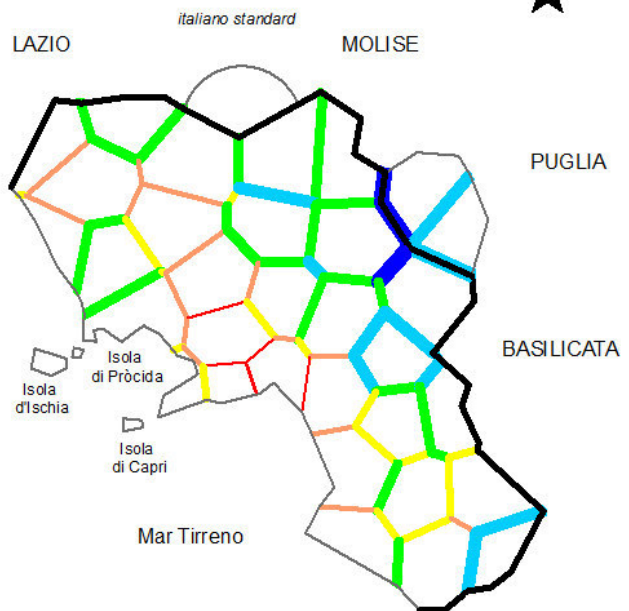 italiano standard
LAZIO
MOLISE
PUGLIA
BASILICATA
Isola
di Pròcida
Isola
d'Ischia
Isola
di Capri
Mar Tirreno